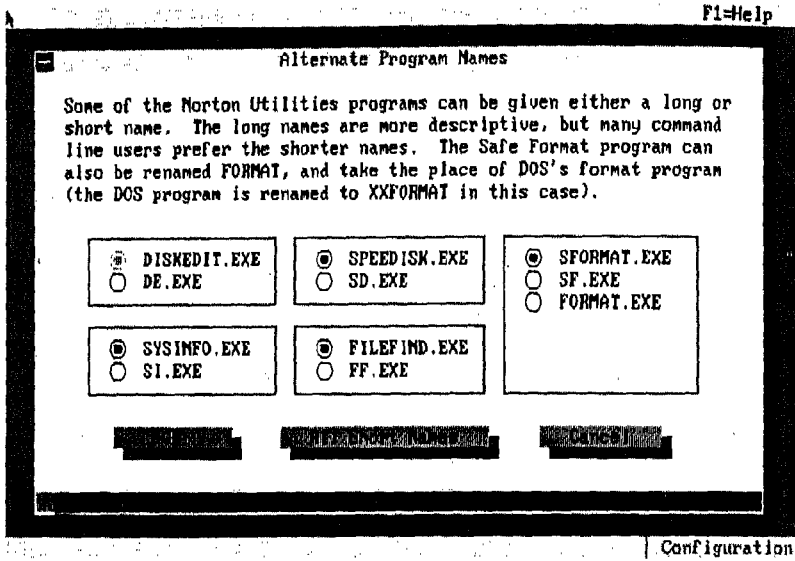 F1=Help
Alternate Program Names
Some of the Norton Utilities programs can be given either a long or
short name. The long names are more descriptive, but many command
line users prefer the shorter names. The Safe Format program can
also be renamed FORMAT, and take the place of DOS's format program
(the DOS program is renamed to XXFORMAT in this case).
DISKEDIT.EXE
DE.EXE
SPEEDISK.EXE
SD.EXE
SFORMAT.EXE
SF.EXE
FORMAT.EXE
SYSINFO.EXE
SI.EXE
FILEFIND.EXE
FF.EXE
Names
Cancel
Configuration